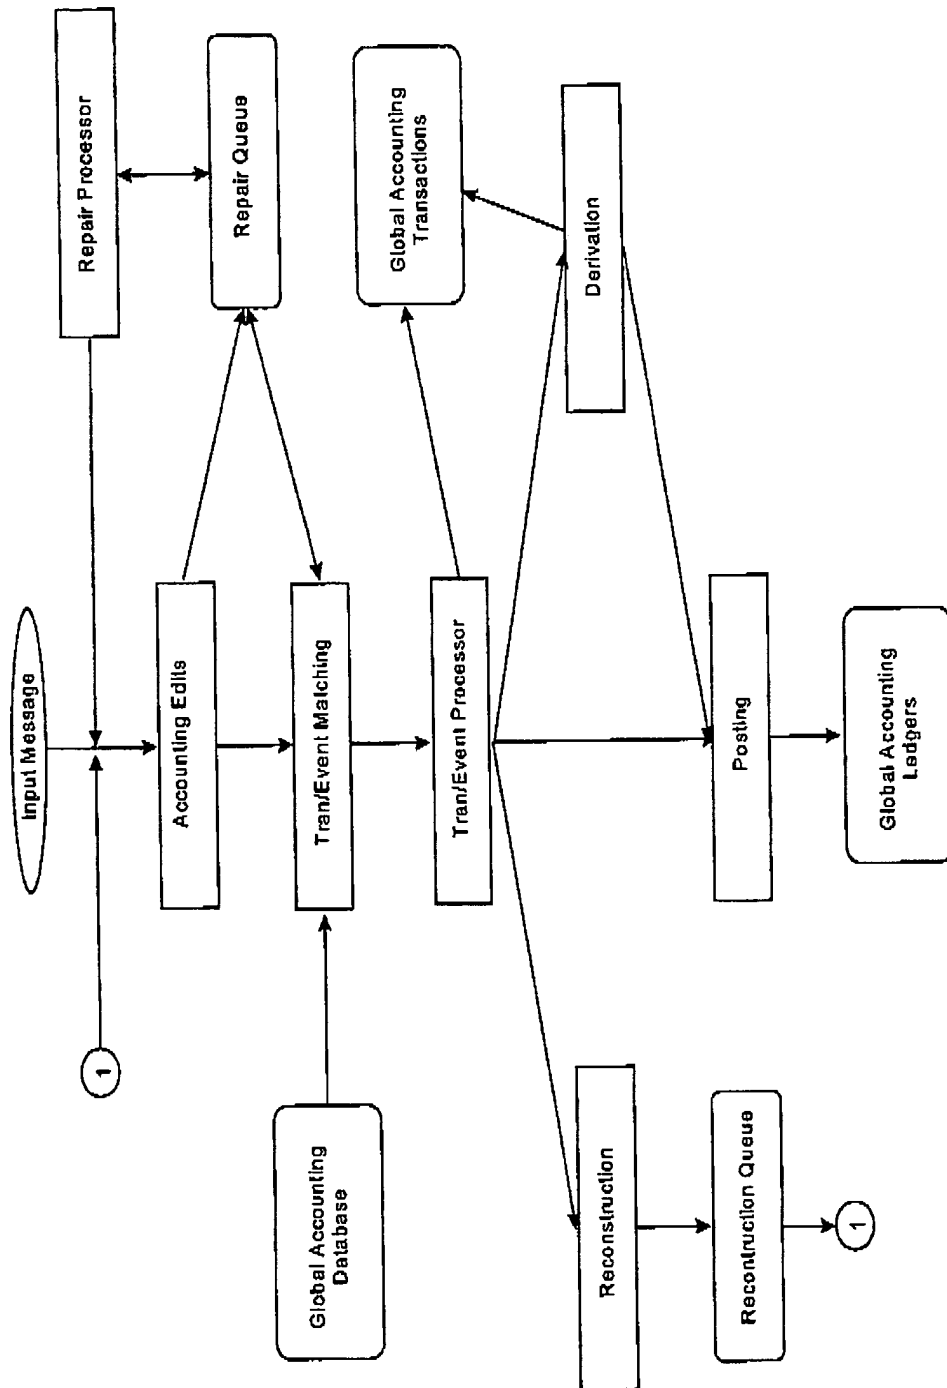 Input Message
1
Repair Processor
Accounting Edits
Repair Queue
Global Accounting
Database
Tran/Event Matching
Tran/Event Processor
Global Accounting
Transactions
Reconstruction
Derivation
Recontruction Queue
Posting
1
Global Accounting
Ledgers